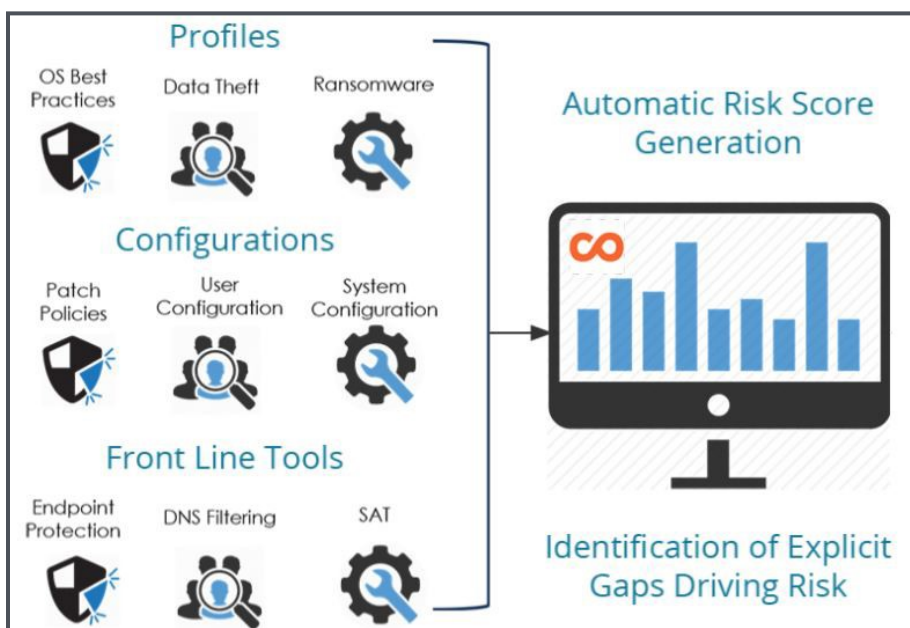 Profiles
OS Best
Practices
Data Theft
Ransomware
Configurations
Patch
Policies
User
Configuration
System
Configuration
Front Line Tools
Endpoint
Protection
DNS Filtering
SAT
Automatic Risk Score
Generation
Identification of Explicit
Gaps Driving Risk